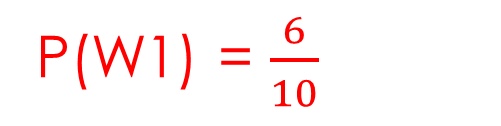 P(W1) = 6/10